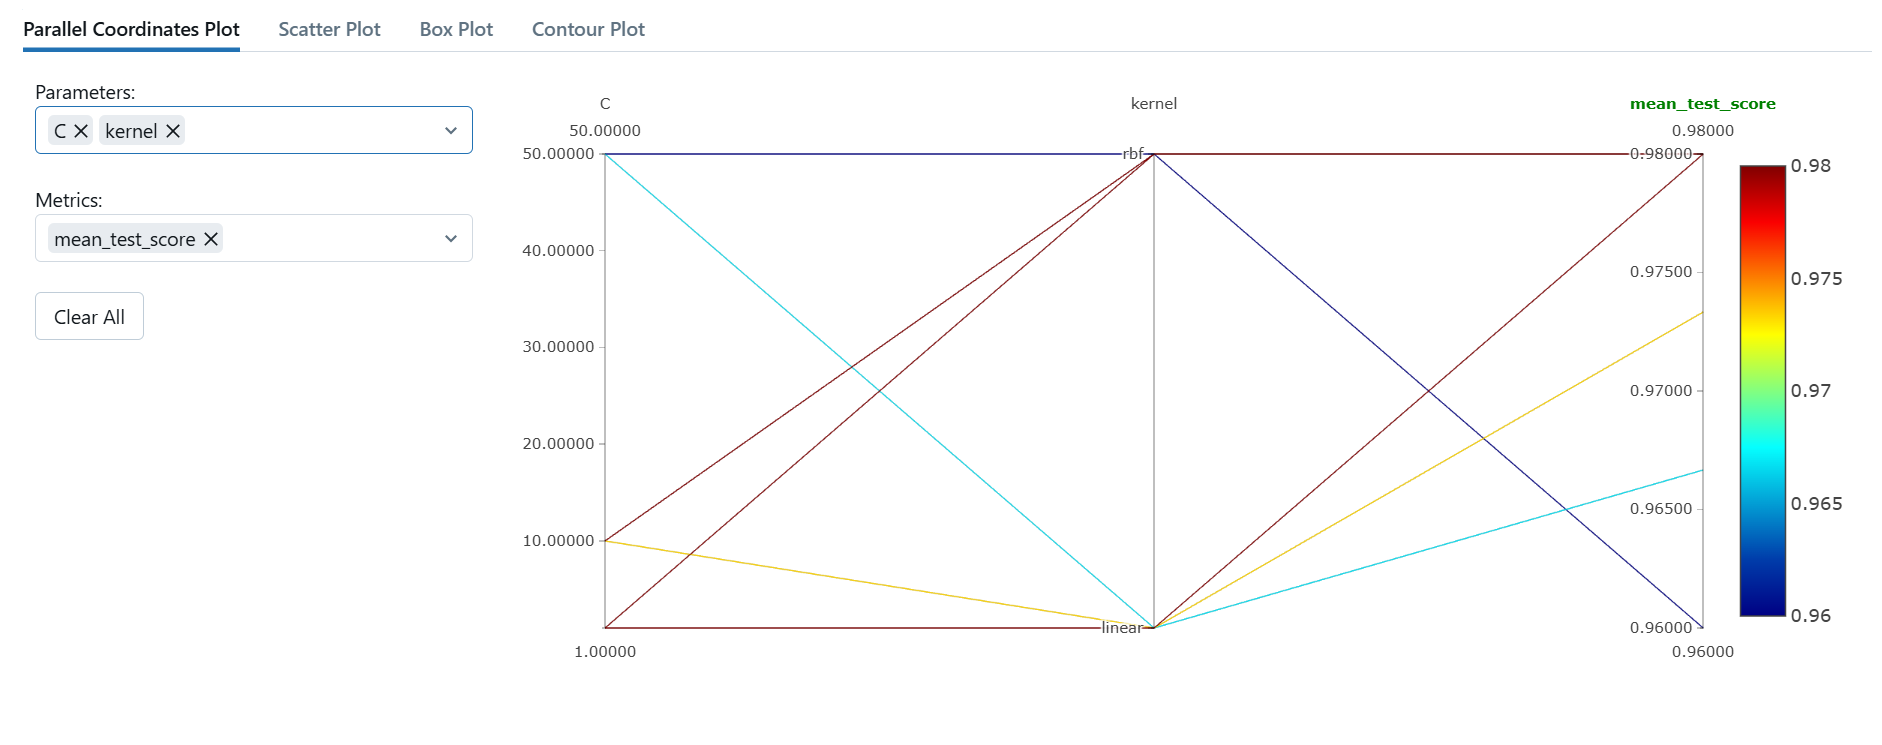 Parallel Coordinates Plot Scatter Plot Box Plot Contour Plot
Parameters:
C kernel
Metrics:
mean_test_score
Clear All
C kernel mean_test_score
50.00000 0.98000
50.00000 rbf 0.98000 0.98
40.00000 0.97500 0.975
30.00000 0.97000 0.97
20.00000 0.96500 0.965
10.00000
linear 0.96000 0.96
1.00000 0.96000